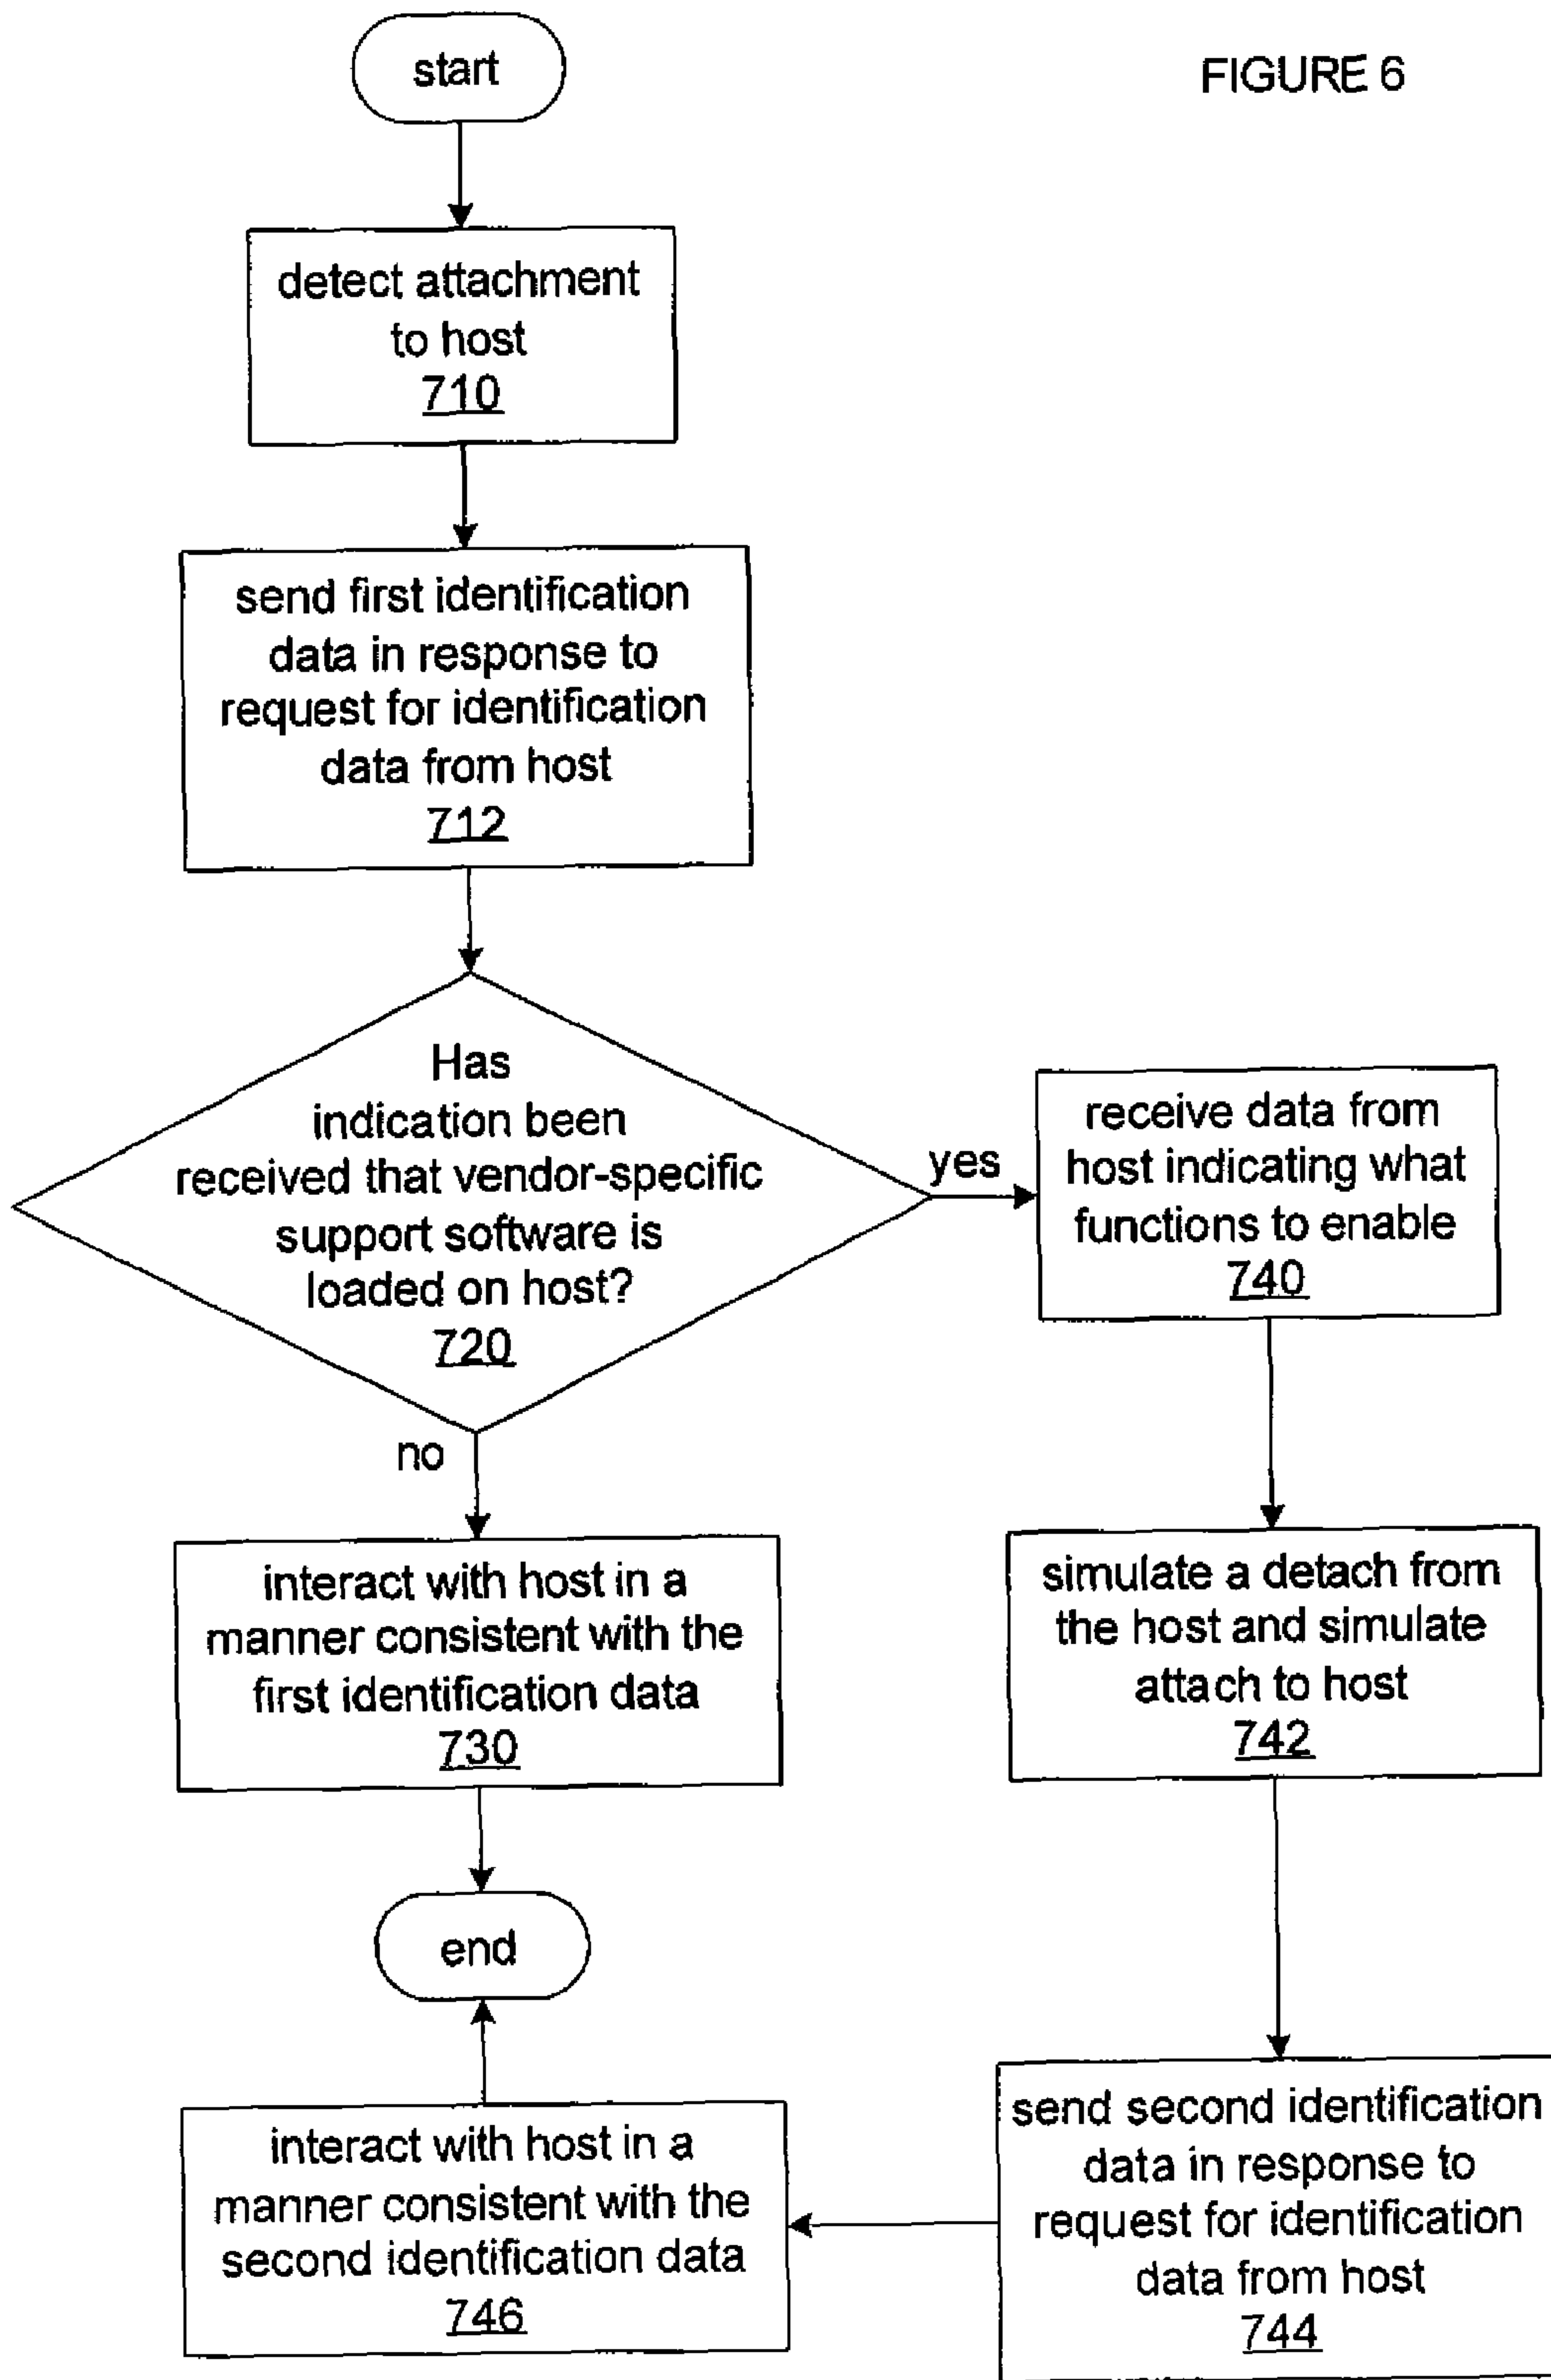 FIGURE 6
start
detect attachment
to host
710
send first identification
data in response to
request for identification
data from host
712
Has
indication been
received that vendor-specific
support software is
loaded on host?
720
yes
no
receive data from
host indicating what
functions to enable
740
interact with host in a
manner consistent with the
first identification data
730
simulate a detach from
the host and simulate
attach to host
742
end
send second identification
data in response to
request for identification
data from host
744
interact with host in a
manner consistent with the
second identification data
746